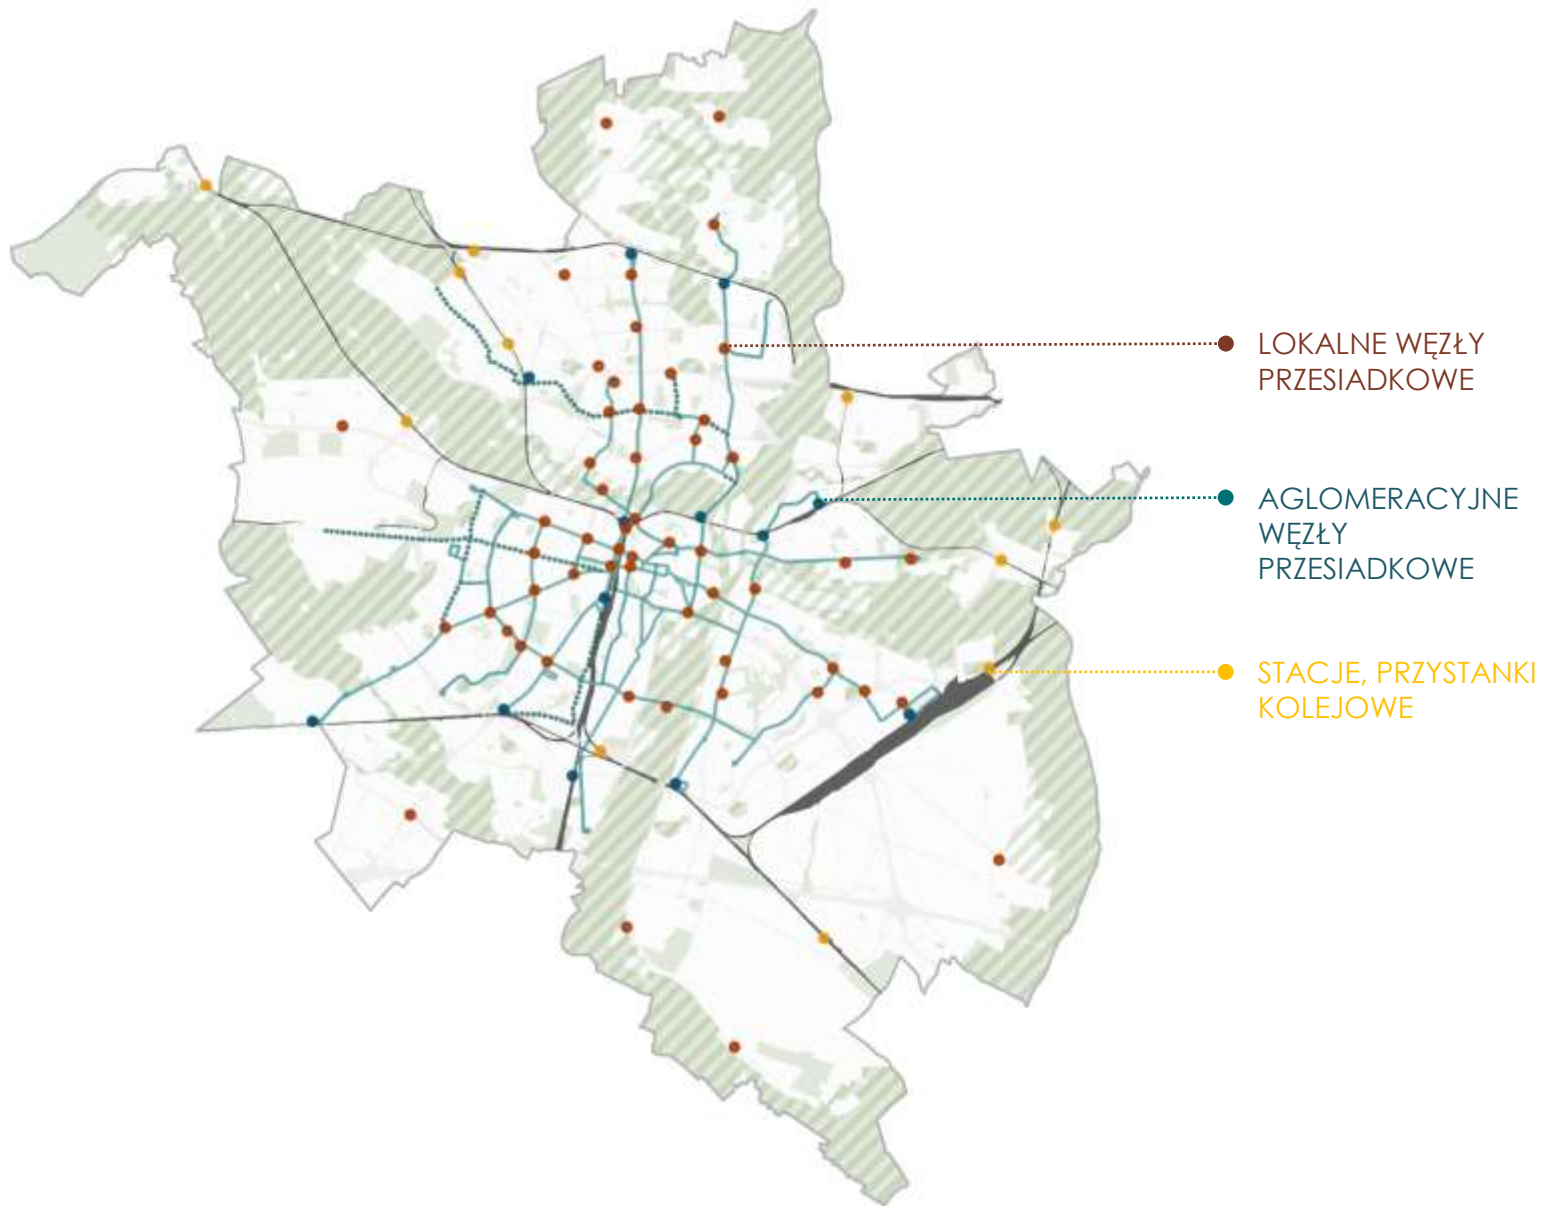 LOKALNE WĘZŁY
PRZESIADKOWE
AGLOMERACYJNE
WĘZŁY
PRZESIADKOWE
STACJE, PRZYSTANKI
KOLEJOWE